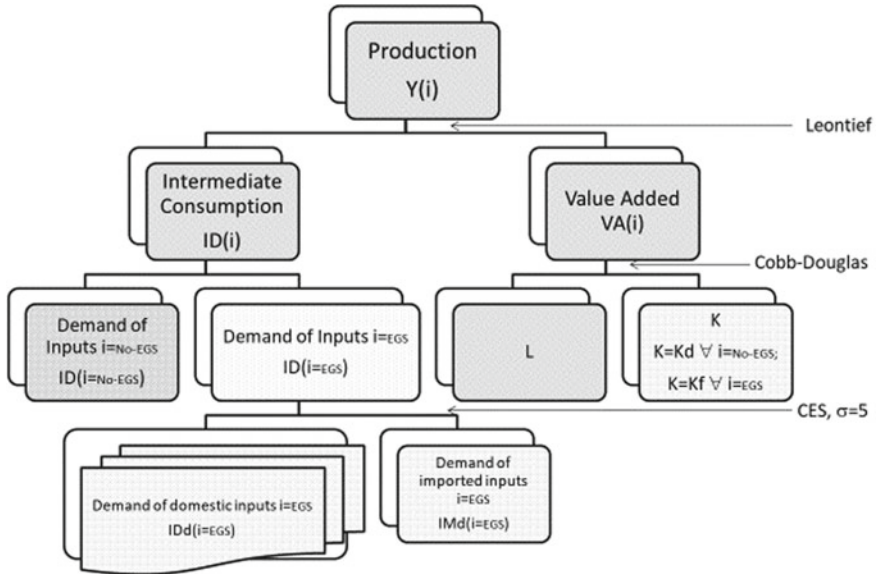 Production
Y(i)
Leontief
Intermediate
Consumption
ID(i)
Value Added
VA(i)
Cobb-Douglas
Demand of
Inputs i=No-EGS
ID(i=No-EGS)
Demand of Inputs i=EGS
ID(i=EGS)
L
K
K=Kd ∀ i=No-EGS;
K=Kf ∀ i=EGS
CES, σ=5
Demand of domestic inputs i=EGS
IDd(i=EGS)
Demand of
imported inputs
i=EGS
IMd(i=EGS)